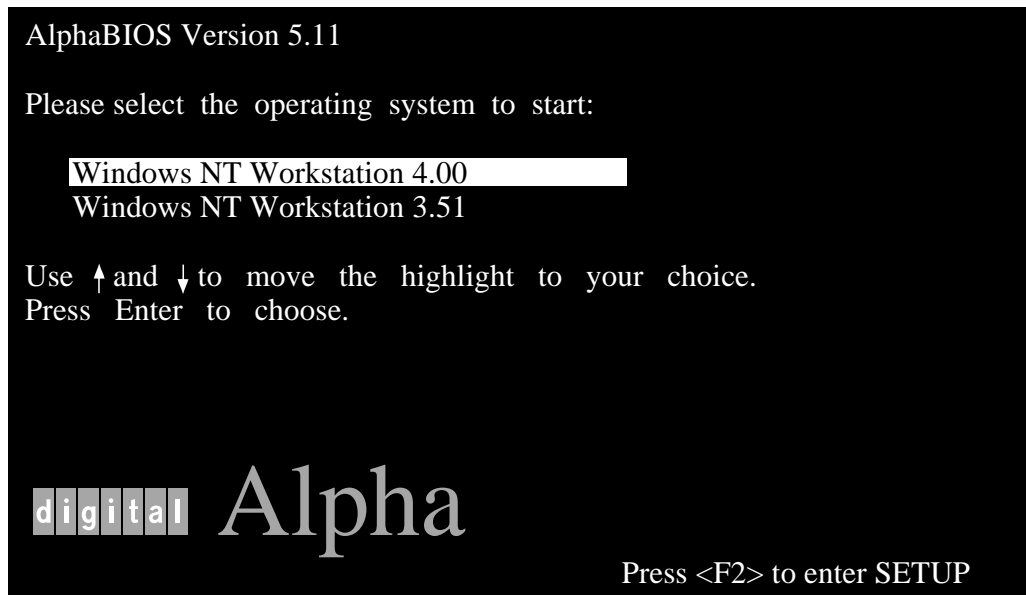 AlphaBIOS Version 5.11
Please select the operating system to start:
Windows NT Workstation 4.00
Windows NT Workstation 3.51
Use ↑ and ↓ to move the highlight to your choice.
Press Enter to choose.
digital Alpha
Press <F2> to enter SETUP